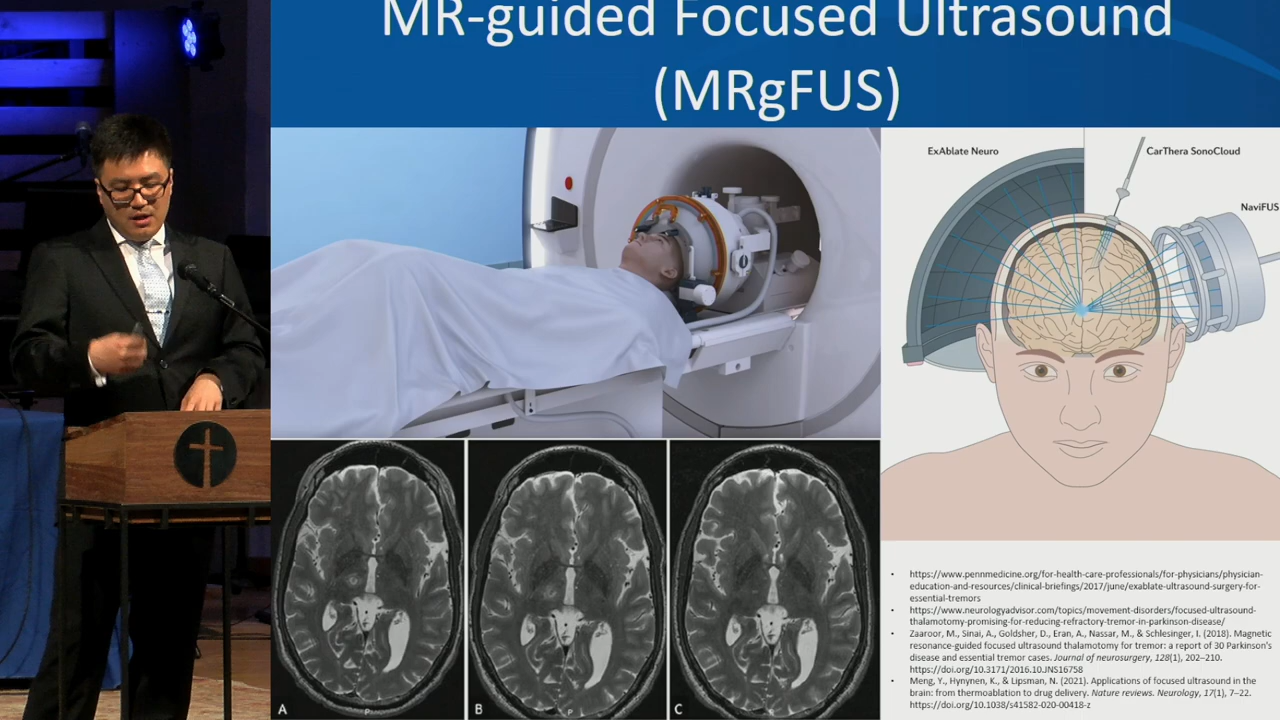 MR-guided Focused Ultrasound
(MRgFUS)
ExAblate Neuro
CarThera SonoCloud
NaviFUS
A
P
B
P
C
• https://www.pennmedicine.org/for-health-care-professionals/for-physicians/physician-
education-and-resources/clinical-briefings/2017/june/exablate-ultrasound-surgery-for-
essential-tremors
• https://www.neurologyadvisor.com/topics/movement-disorders/focused-ultrasound-
thalamotomy-promising-for-reducing-refractory-tremor-in-parkinson-disease/
• Zaaroor, M., Sinai, A., Goldsher, D., Eran, A., Nassar, M., & Schlesinger, I. (2018). Magnetic
resonance-guided focused ultrasound thalamotomy for tremor: a report of 30 Parkinson's
disease and essential tremor cases. Journal of neurosurgery, 128(1), 202–210.
https://doi.org/10.3171/2016.10.JNS16758
• Meng, Y., Hynynen, K., & Lipsman, N. (2021). Applications of focused ultrasound in the
brain: from thermoablation to drug delivery. Nature reviews. Neurology, 17(1), 7–22.
https://doi.org/10.1038/s41582-020-00418-z